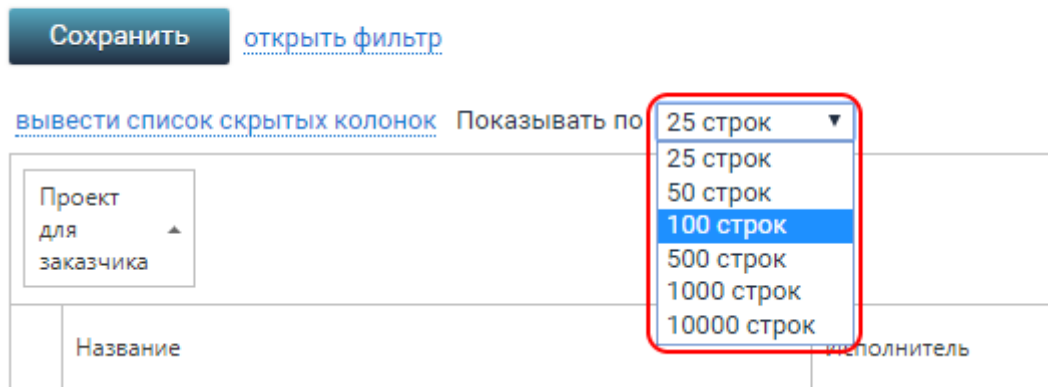 Сохранить открыть фильтр
вывести список скрытых колонок Показывать по 25 строк
25 строк
50 строк
100 строк
500 строк
1000 строк
10000 строк
Проект
для
заказчика
Название Исполнитель